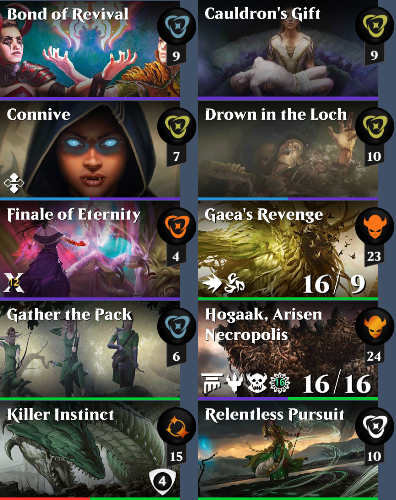 Bond of Revival
9
Cauldron's Gift
9
Connive
7
Drown in the Loch
10
Finale of Eternity
X
4
Gaea's Revenge
16/9
23
Gather the Pack
6
Hogaak, Arisen
Necropolis
16
16/16
24
Killer Instinct
4
15
Relentless Pursuit
10